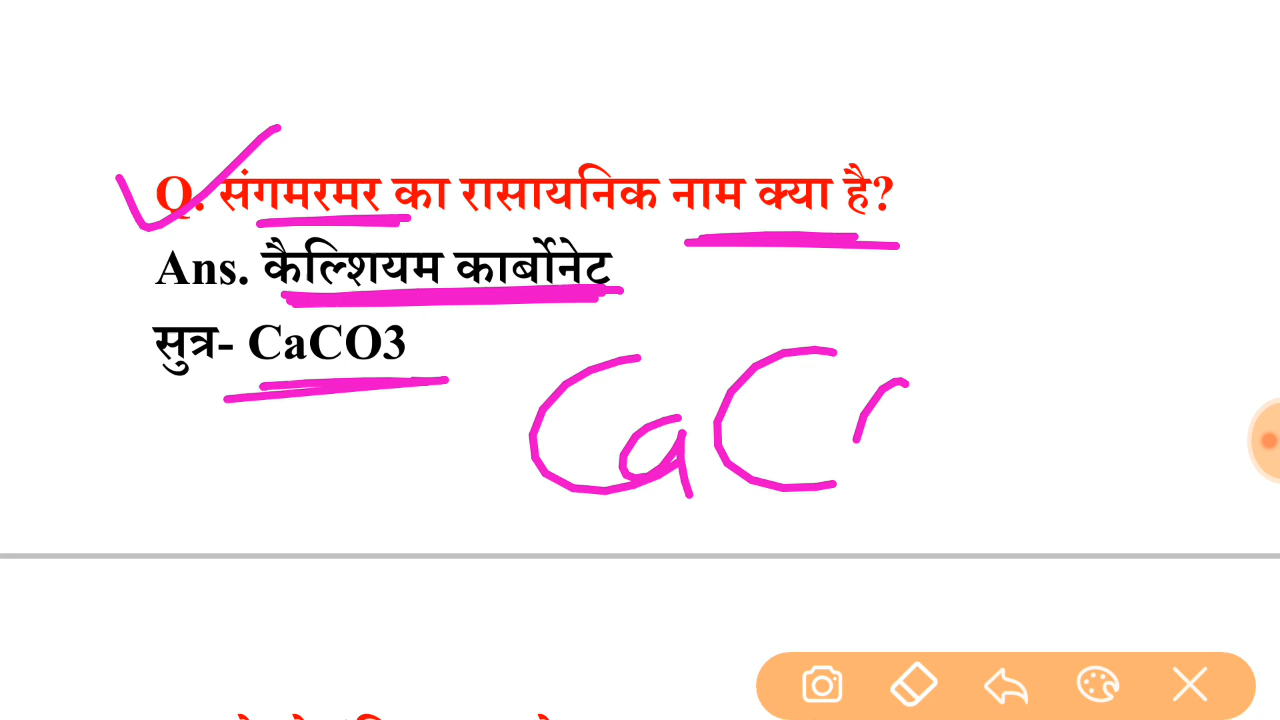 Q. संगमरमर का रासायनिक नाम क्या है?
Ans. कैल्शियम कार्बोनेट
सुत्र- CaCO3
CaC